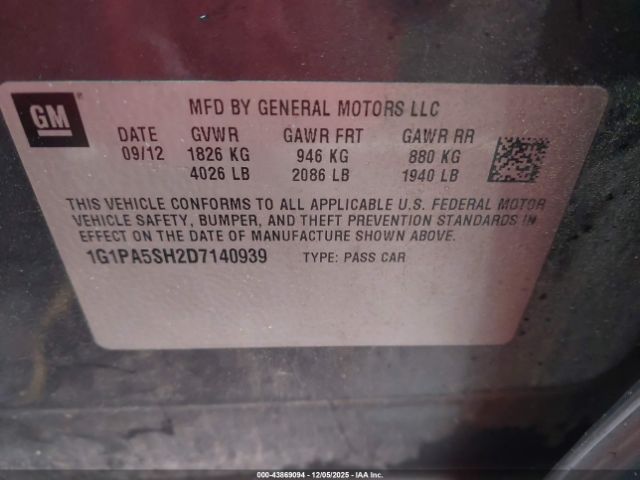 GM
MFD BY GENERAL MOTORS LLC
DATE GVWR GAWR FRT GAWR RR
09/12 1826 KG 946 KG 880 KG
4026 LB 2086 LB 1940 LB
THIS VEHICLE CONFORMS TO ALL APPLICABLE U.S. FEDERAL MOTOR
VEHICLE SAFETY, BUMPER, AND THEFT PREVENTION STANDARDS IN
EFFECT ON THE DATE OF MANUFACTURE SHOWN ABOVE.
1G1PA5SH2D7140939 TYPE: PASS CAR
000-43869094 - 12/05/2025 - IAA Inc.